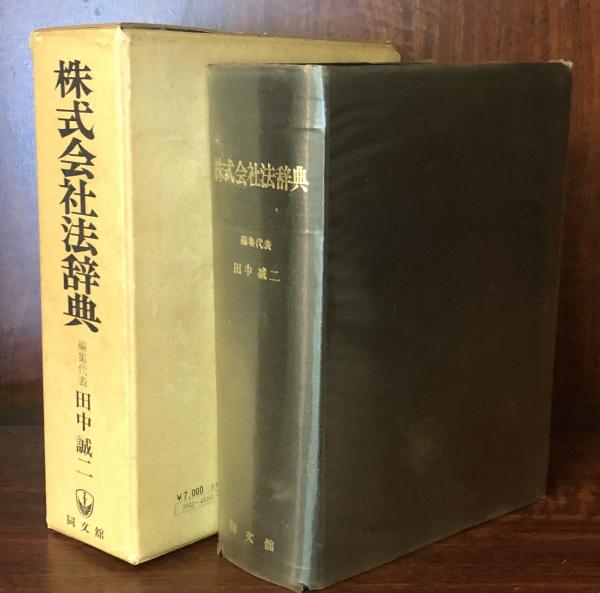 株式会社法辞典
編集代表
田中誠二
同文舘
￥7,000
株式会社法辞典
編集代表
田中誠二
同文舘